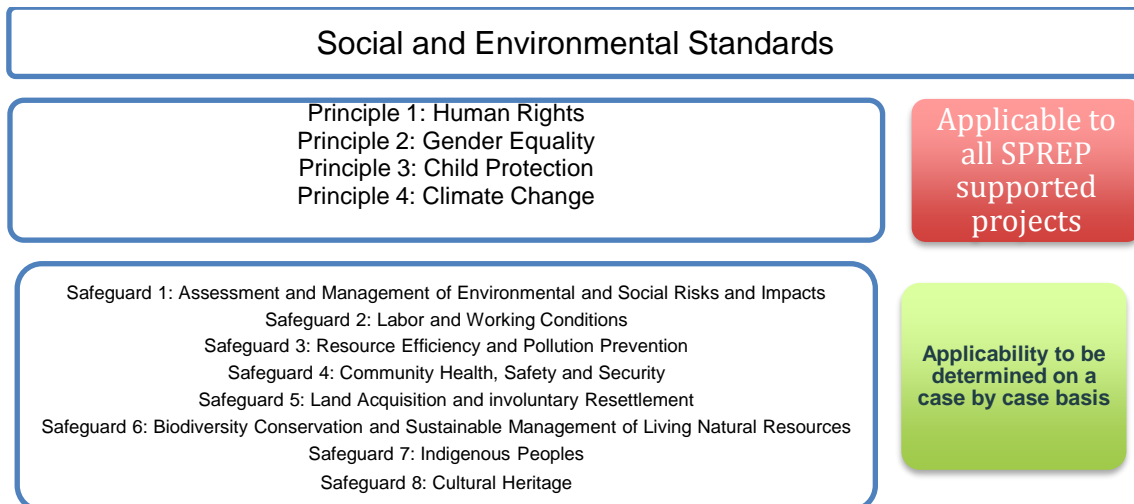 Social and Environmental Standards
Principle 1: Human Rights
Principle 2: Gender Equality
Principle 3: Child Protection
Principle 4: Climate Change
Applicable to
all SPREP
supported
projects
Safeguard 1: Assessment and Management of Environmental and Social Risks and Impacts
Safeguard 2: Labor and Working Conditions
Safeguard 3: Resource Efficiency and Pollution Prevention
Safeguard 4: Community Health, Safety and Security
Safeguard 5: Land Acquisition and involuntary Resettlement
Safeguard 6: Biodiversity Conservation and Sustainable Management of Living Natural Resources
Safeguard 7: Indigenous Peoples
Safeguard 8: Cultural Heritage
Applicability to be
determined on a
case by case basis